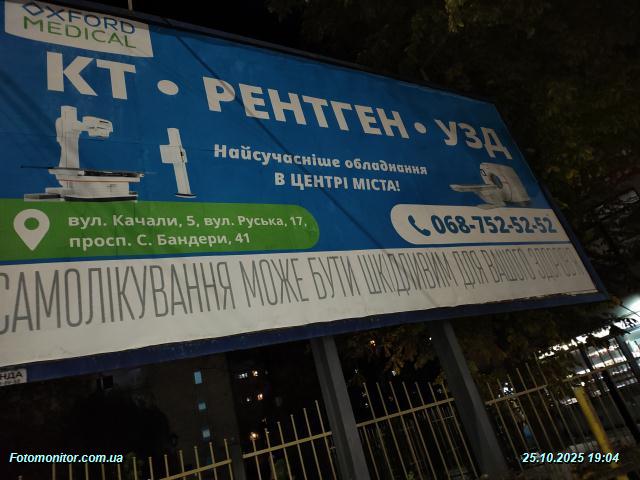 OXFORD
MEDICAL
КТ • РЕНТГЕН • УЗД
Найсучасніше обладнання
В ЦЕНТРІ МІСТА!
вул. Качали, 5, вул. Руська, 17,
просп. С. Бандери, 41
068-752-52-52
САМОЛІКУВАННЯ МОЖЕ БУТИ ШКІДЛИВИМ ДЛЯ ВАШОГО ЗДОРОВ'Я
Fotomonitor.com.ua
25.10.2025 19:04